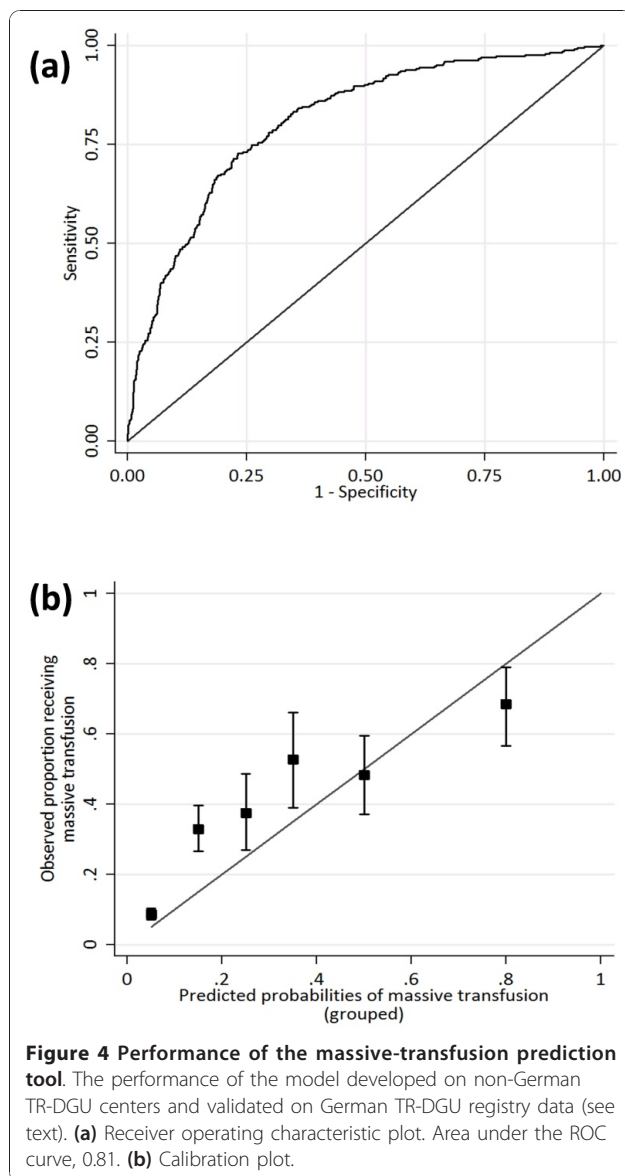 (a)
1.00
0.75
0.50
0.25
0.00
Sensitivity
0.00 0.25 0.50 0.75 1.00
1 - Specificity
(b)
1
.8
.6
.4
.2
0
Observed proportion receiving
massive transfusion
0 .2 .4 .6 .8 1
Predicted probabilities of massive transfusion
(grouped)
Figure 4 Performance of the massive-transfusion prediction
tool. The performance of the model developed on non-German
TR-DGU centers and validated on German TR-DGU registry data (see
text). (a) Receiver operating characteristic plot. Area under the ROC
curve, 0.81. (b) Calibration plot.